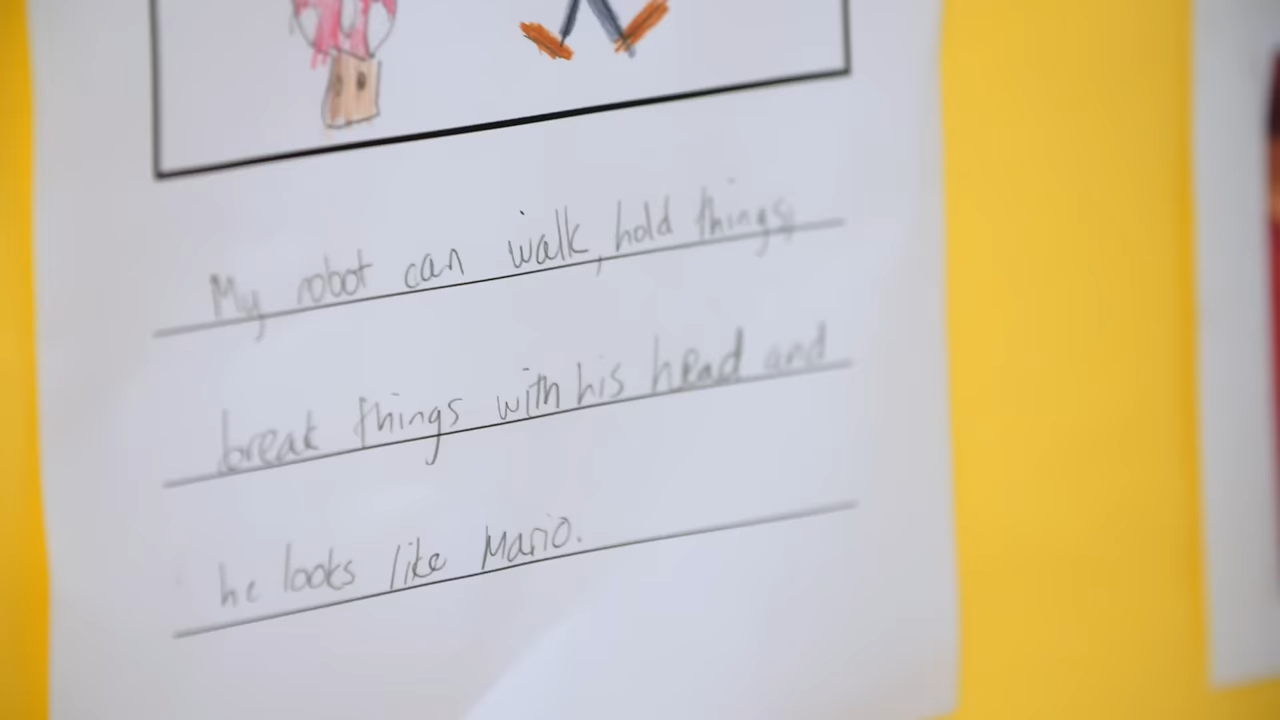 My robot can walk, hold things,
break things with his head and
he looks like Mario.